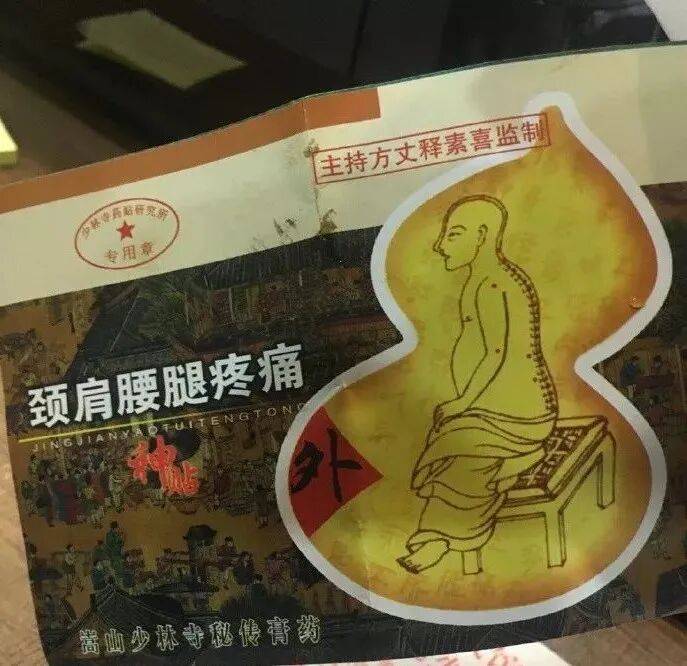 主持方丈释素喜监制
少林寺药局研究所
专用章
颈肩腰腿疼痛
JINGJIANYAOTUITENGTONG
神贴
外
嵩山少林寺秘传膏药